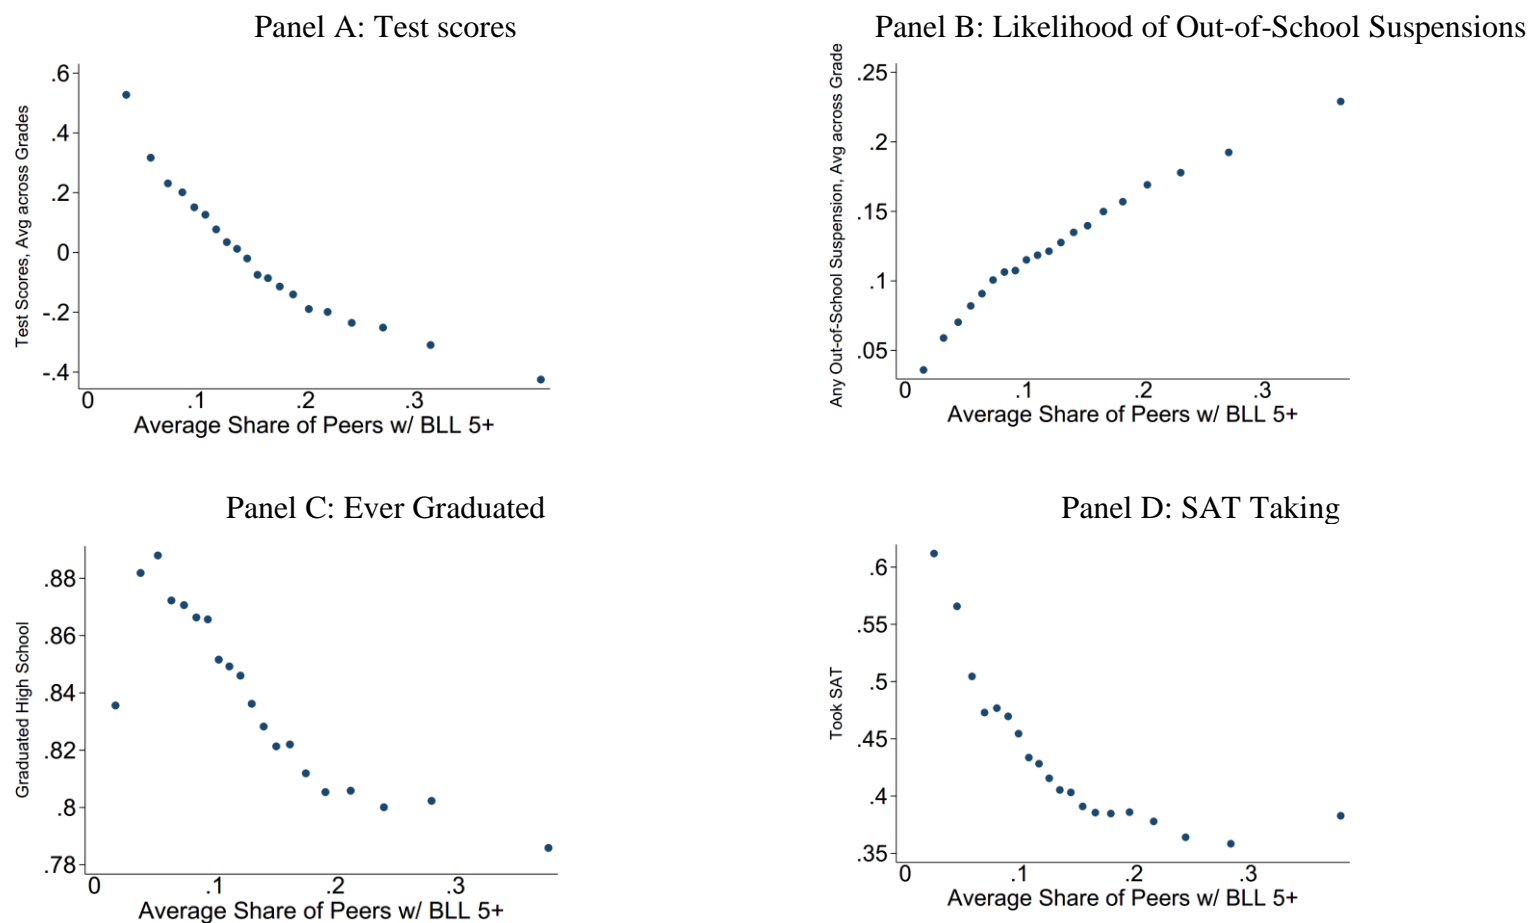 Panel A: Test scores
Test Scores, Avg across Grades
.6
.4
.2
0
-.2
-.4
0 .1 .2 .3
Average Share of Peers w/ BLL 5+
Panel B: Likelihood of Out-of-School Suspensions
Any Out-of-School Suspension, Avg across Grade
.25
.2
.15
.1
.05
0 .1 .2 .3
Average Share of Peers w/ BLL 5+
Panel C: Ever Graduated
Graduated High School
.88
.86
.84
.82
.8
.78
0 .1 .2 .3
Average Share of Peers w/ BLL 5+
Panel D: SAT Taking
Took SAT
.6
.55
.5
.45
.4
.35
0 .1 .2 .3
Average Share of Peers w/ BLL 5+